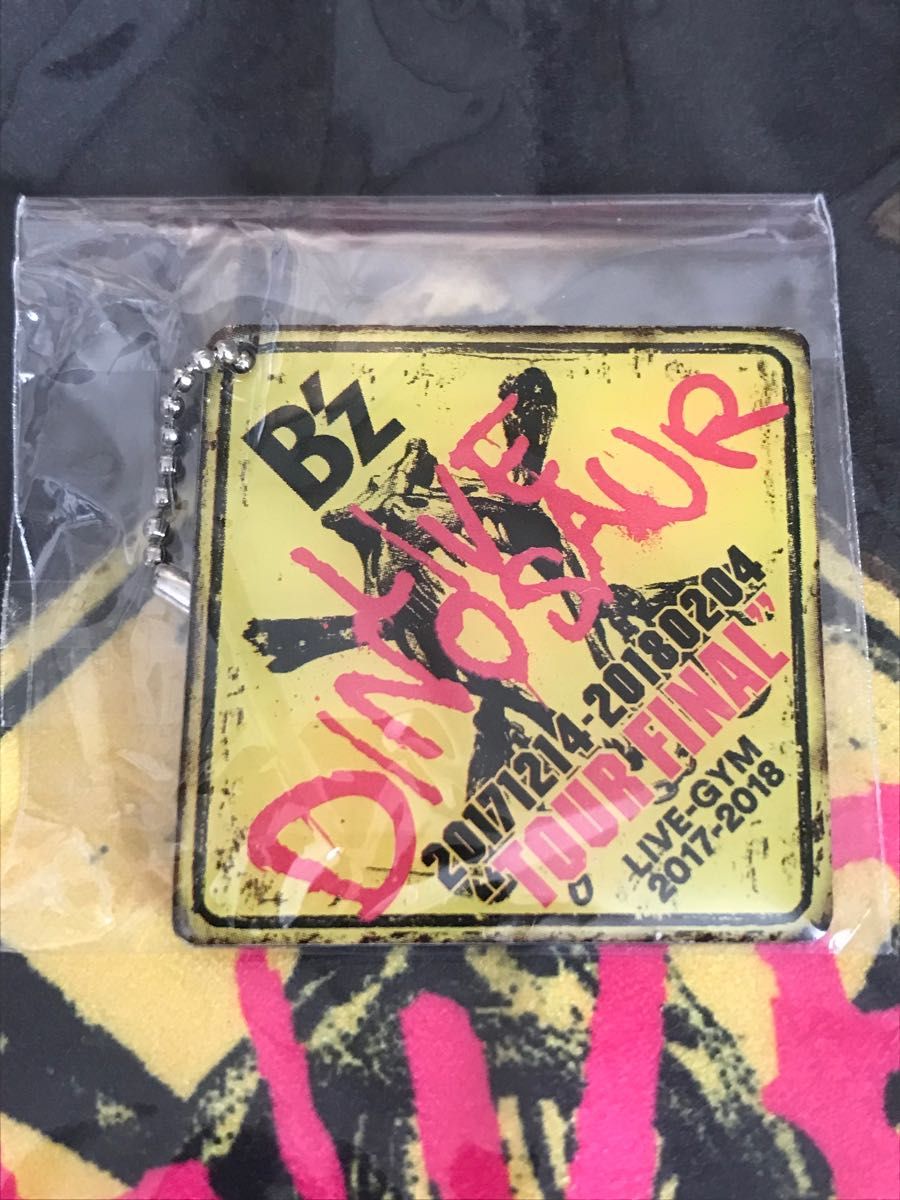 B'z
LIVE
DINOSAUR
20171214-20180204
"TOUR FINAL"
LIVE-GYM
2017-2018